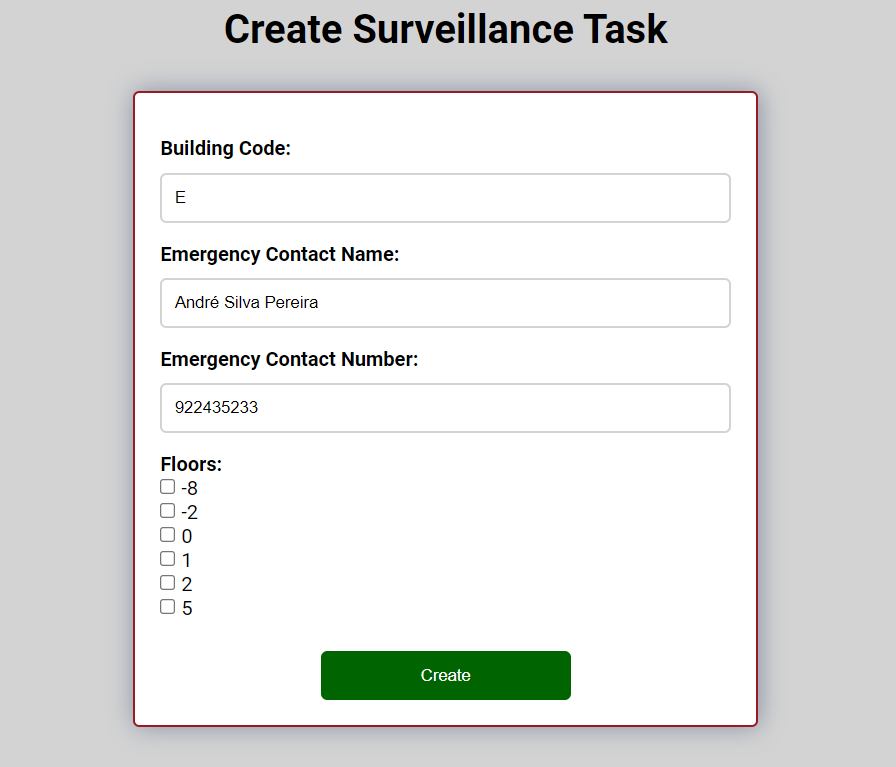 Create Surveillance Task
Building Code:
E
Emergency Contact Name:
André Silva Pereira
Emergency Contact Number:
922435233
Floors:
-8
-2
0
1
2
5
Create